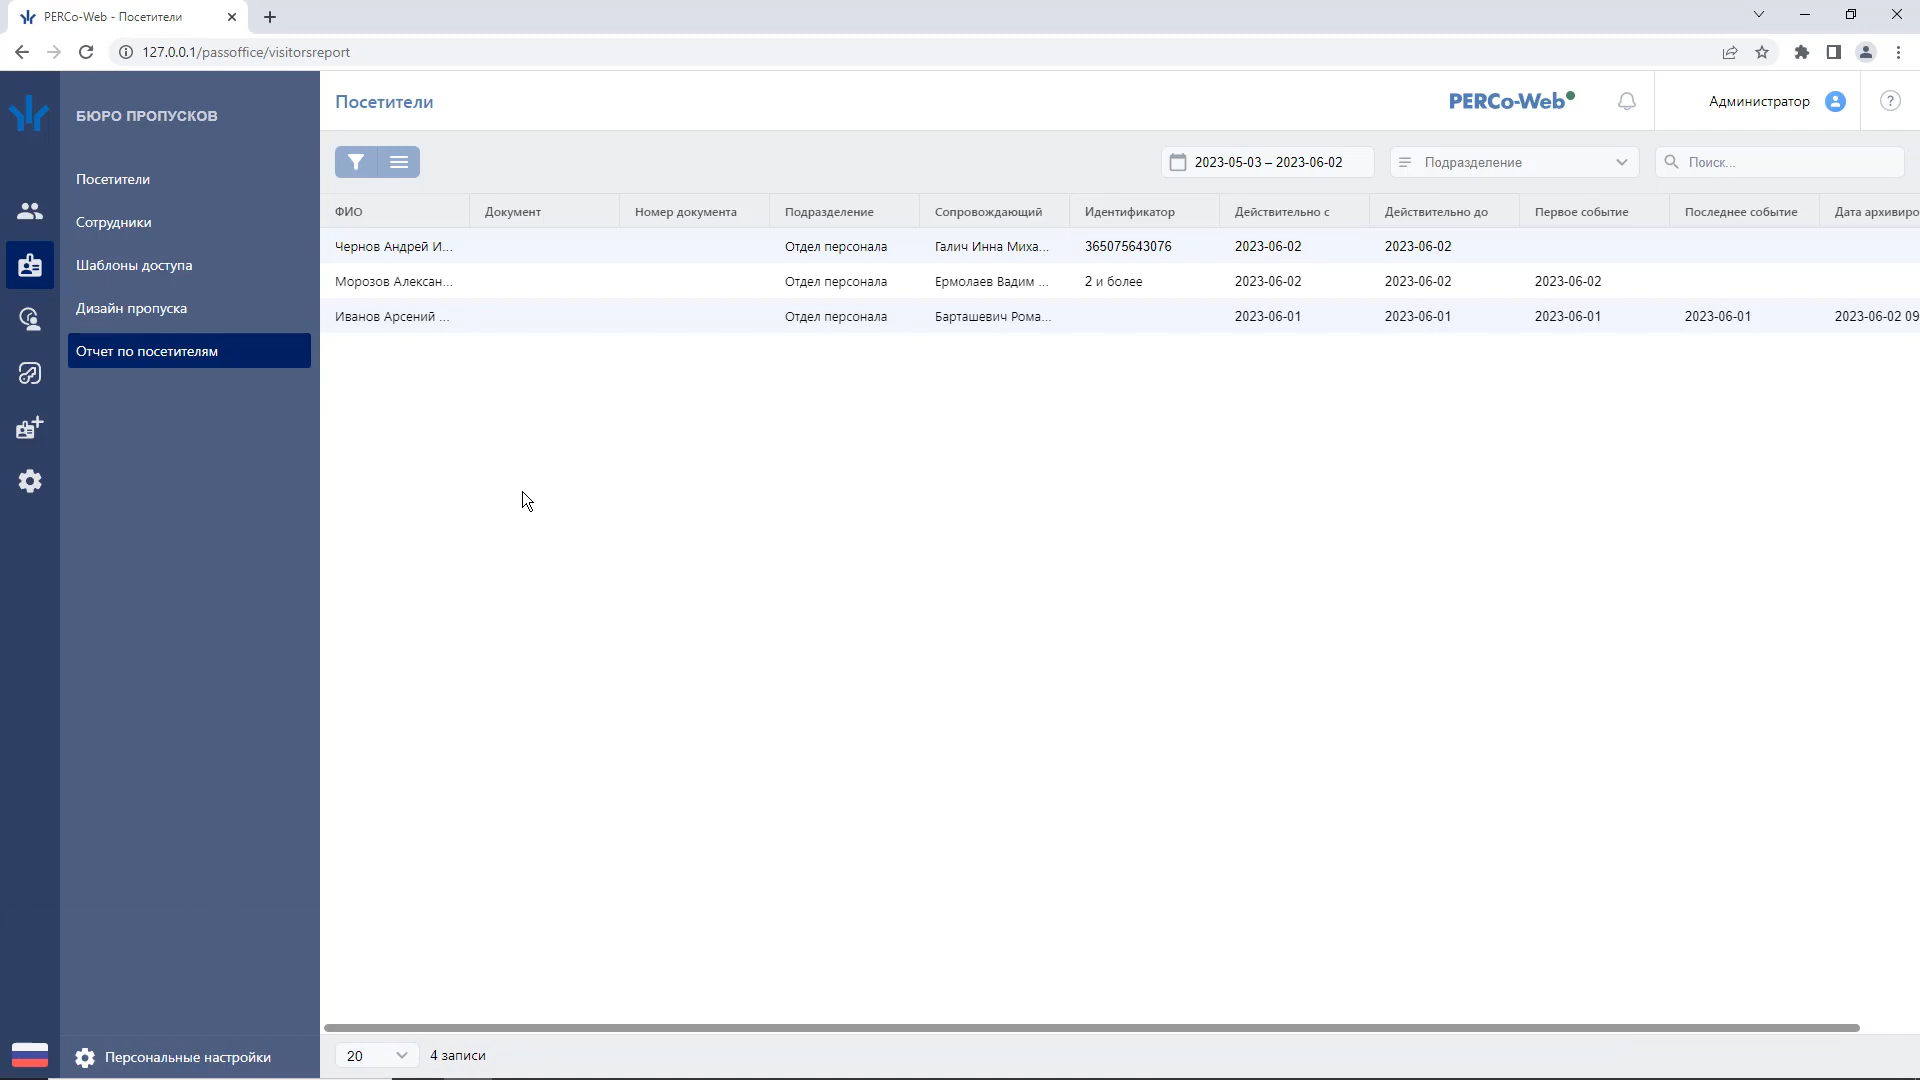 PERCo-Web - Посетители
127.0.0.1/passoffice/visitorsreport
БЮРО ПРОПУСКОВ
Посетители
Сотрудники
Шаблоны доступа
Дизайн пропуска
Отчет по посетителям
Персональные настройки
Посетители
PERCo-Web
Администратор
2023-05-03 – 2023-06-02
Подразделение
Поиск...
ФИО Документ Номер документа Подразделение Сопровождающий Идентификатор Действительно с Действительно до Первое событие Последнее событие Дата архивиро
Чернов Андрей И... Отдел персонала Галич Инна Миха... 365075643076 2023-06-02 2023-06-02
Морозов Алексан... Отдел персонала Ермолаев Вадим ... 2 и более 2023-06-02 2023-06-02 2023-06-02
Иванов Арсений ... Отдел персонала Барташевич Рома... 2023-06-01 2023-06-01 2023-06-01 2023-06-01 2023-06-02 09
20 4 записи